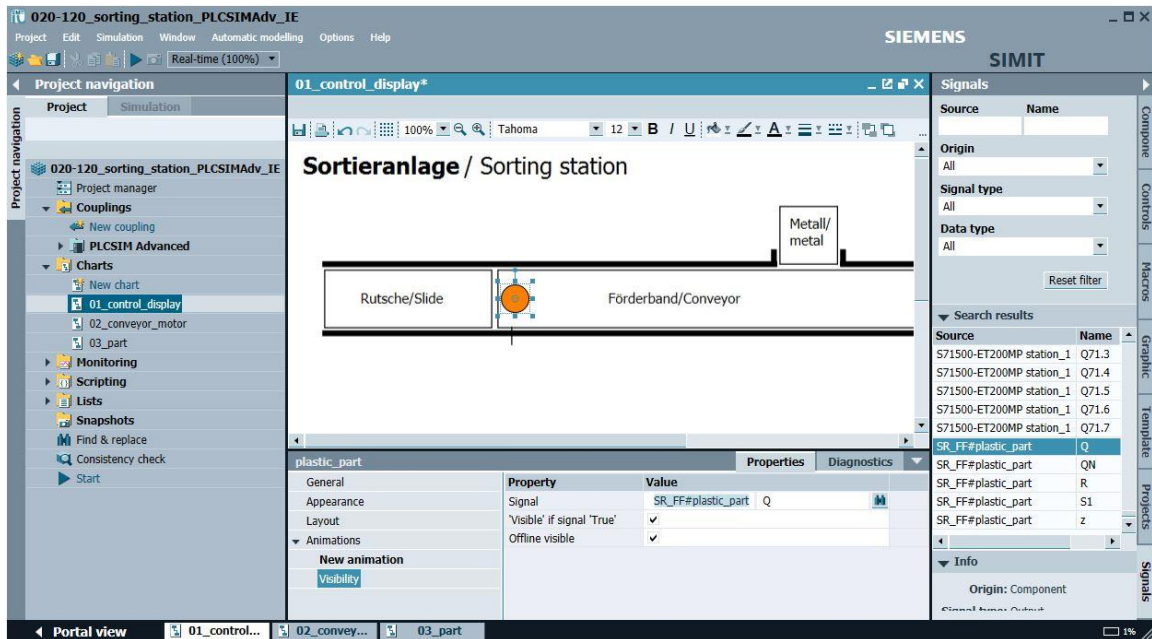 020-120_sorting_station_PLCSIMAdv_IE
Project Edit Simulation Window Automatic modelling Options Help
SIEMENS
Real-time (100%)
SIMIT
Project navigation
Project navigation
Project Simulation
020-120_sorting_station_PLCSIMAdv_IE
Project manager
Couplings
New coupling
PLCSIM Advanced
Charts
New chart
01_control_display
02_conveyor_motor
03_part
Monitoring
Scripting
Lists
Snapshots
Find & replace
Consistency check
Start
01_control_display*
100% Tahoma 12 B I U A ...
Sortieranlage / Sorting station
Metall/
metal
Rutsche/Slide
Förderband/Conveyor
plastic_part
Properties Diagnostics
General
Appearance
Layout
Animations
New animation
Visibility
Property Value
Signal SR_FF#plastic_part Q
'Visible' if signal 'True'
Offline visible
Signals
Source Name
Origin
All
Signal type
All
Data type
All
Reset filter
Search results
Source Name
S71500-ET200MP station_1 Q71.3
S71500-ET200MP station_1 Q71.4
S71500-ET200MP station_1 Q71.5
S71500-ET200MP station_1 Q71.6
S71500-ET200MP station_1 Q71.7
SR_FF#plastic_part Q
SR_FF#plastic_part QN
SR_FF#plastic_part R
SR_FF#plastic_part S1
SR_FF#plastic_part z
Info
Origin: Component
Signal type: Output
Compone
Controls
Macros
Graphic
Template
Projects
Signals
Portal view 01_control... 02_convey... 03_part
1%